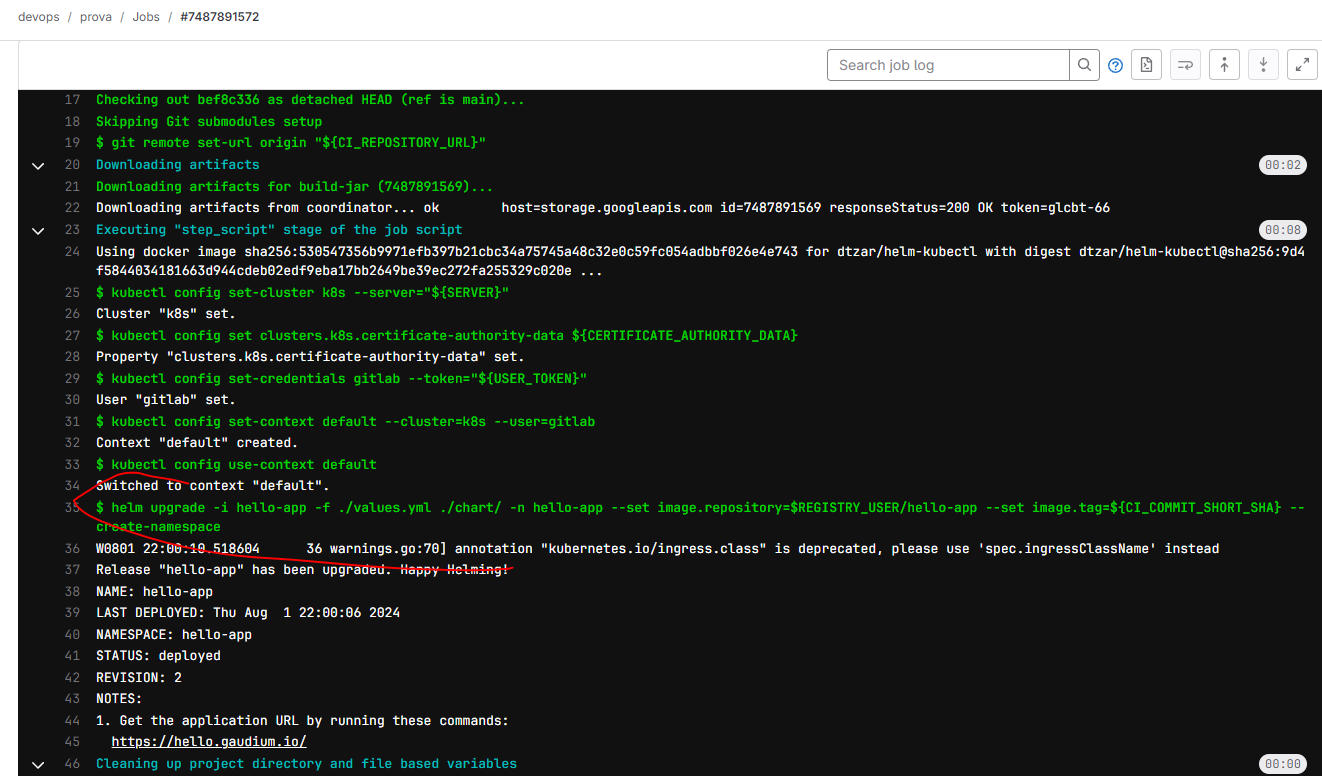 devops / prova / Jobs / #7487891572
Search job log
17 Checking out bef8c336 as detached HEAD (ref is main)...
18 Skipping Git submodules setup
19 $ git remote set-url origin "${CI_REPOSITORY_URL}"
20 Downloading artifacts 00:02
21 Downloading artifacts for build-jar (7487891569)...
22 Downloading artifacts from coordinator... ok host=storage.googleapis.com id=7487891569 responseStatus=200 OK token=glcbt-66
23 Executing "step_script" stage of the job script 00:08
24 Using docker image sha256:530547356b9971efb397b21cbc34a75745a48c32e0c59fc054adbbf026e4e743 for dtzar/helm-kubectl with digest dtzar/helm-kubectl@sha256:9d4
f5844034181663d944cdeb02edf9eba17bb2649be39ec272fa255329c020e ...
25 $ kubectl config set-cluster k8s --server="${SERVER}"
26 Cluster "k8s" set.
27 $ kubectl config set clusters.k8s.certificate-authority-data ${CERTIFICATE_AUTHORITY_DATA}
28 Property "clusters.k8s.certificate-authority-data" set.
29 $ kubectl config set-credentials gitlab --token="${USER_TOKEN}"
30 User "gitlab" set.
31 $ kubectl config set-context default --cluster=k8s --user=gitlab
32 Context "default" created.
33 $ kubectl config use-context default
34 Switched to context "default".
35 $ helm upgrade -i hello-app -f ./values.yml ./chart/ -n hello-app --set image.repository=$REGISTRY_USER/hello-app --set image.tag=${CI_COMMIT_SHORT_SHA} --
create-namespace
36 W0801 22:00:10.518604 36 warnings.go:70] annotation "kubernetes.io/ingress.class" is deprecated, please use 'spec.ingressClassName' instead
37 Release "hello-app" has been upgraded. Happy Helming!
38 NAME: hello-app
39 LAST DEPLOYED: Thu Aug 1 22:00:06 2024
40 NAMESPACE: hello-app
41 STATUS: deployed
42 REVISION: 2
43 NOTES:
44 1. Get the application URL by running these commands:
45 https://hello.gaudium.io/
46 Cleaning up project directory and file based variables 00:00